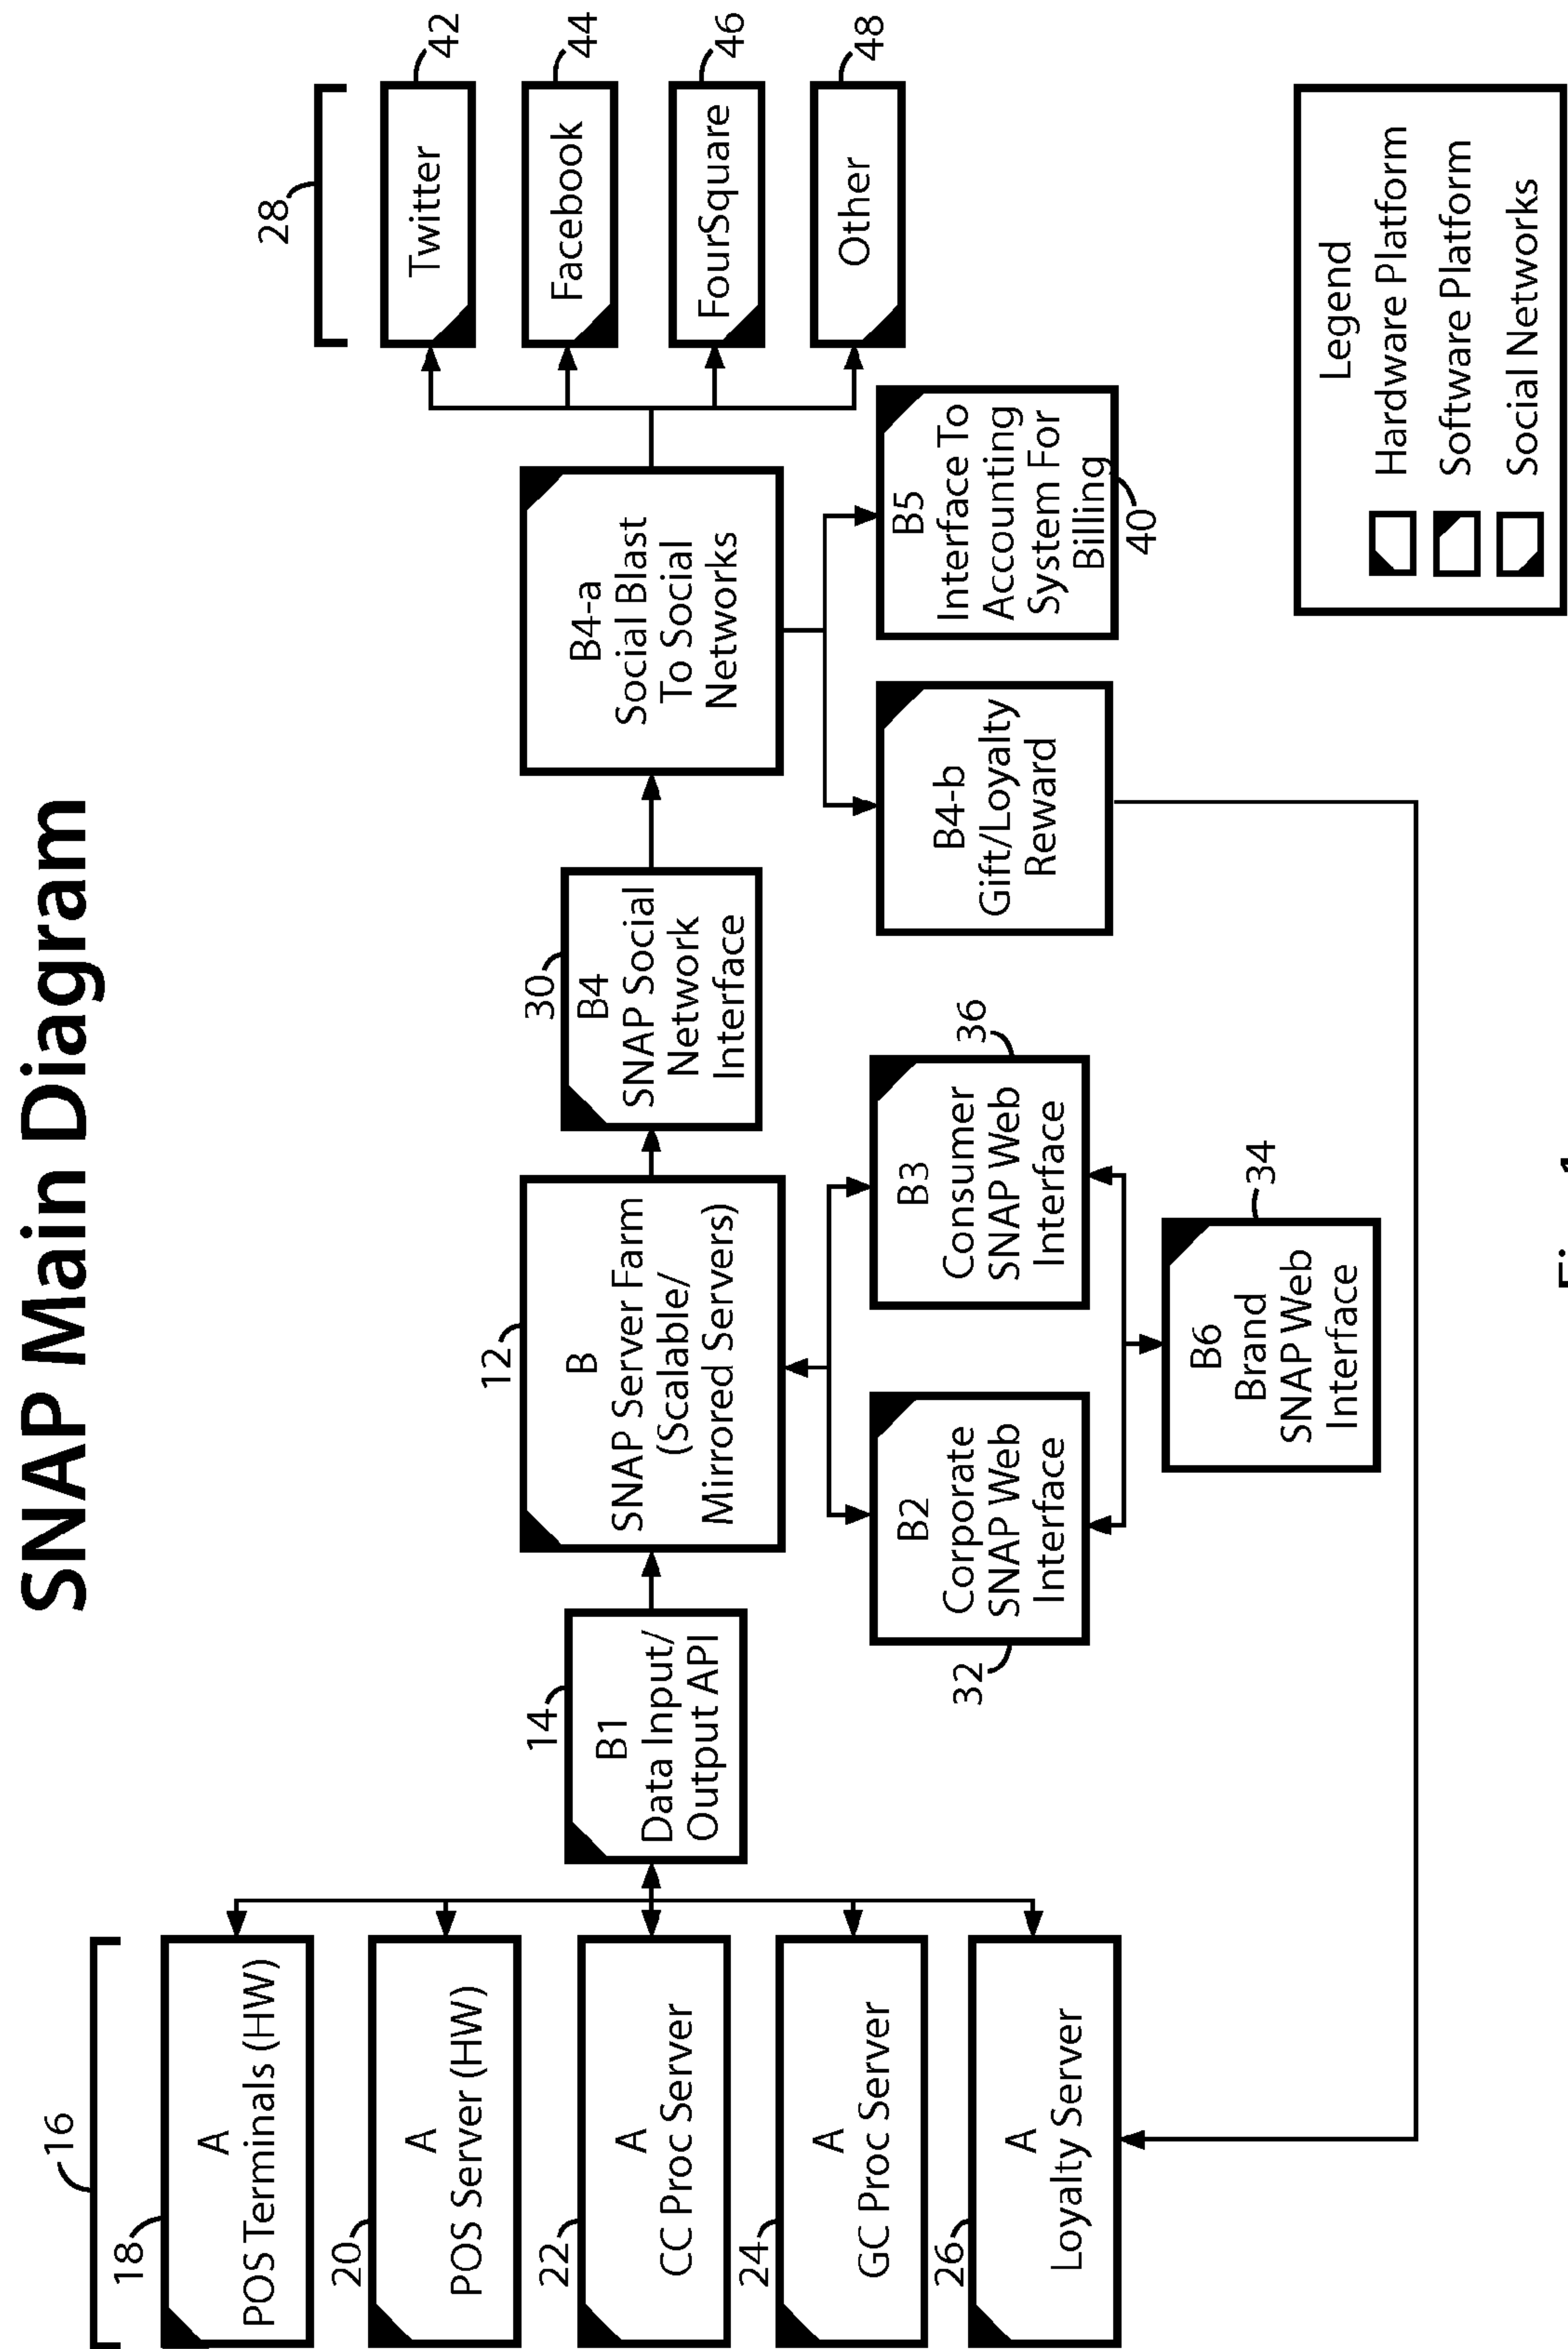 SNAP Main Diagram
16
18
A
POS Terminals (HW)
20
A
POS Server (HW)
22
A
CC Proc Server
24
A
GC Proc Server
26
A
Loyalty Server
14
B1
Data Input/
Output API
12
B
SNAP Server Farm
(Scalable/
Mirrored Servers)
32
B2
Corporate
SNAP Web
Interface
B3
Consumer
SNAP Web
Interface
36
B6
Brand
SNAP Web
Interface
34
30
B4
SNAP Social
Network
Interface
B4-a
Social Blast
To Social
Networks
B4-b
Gift/Loyalty
Reward
B5
Interface To
Accounting
System For
Billing
40
28
Twitter
42
Facebook
44
FourSquare
46
Other
48
Legend
Hardware Platform
Software Platform
Social Networks